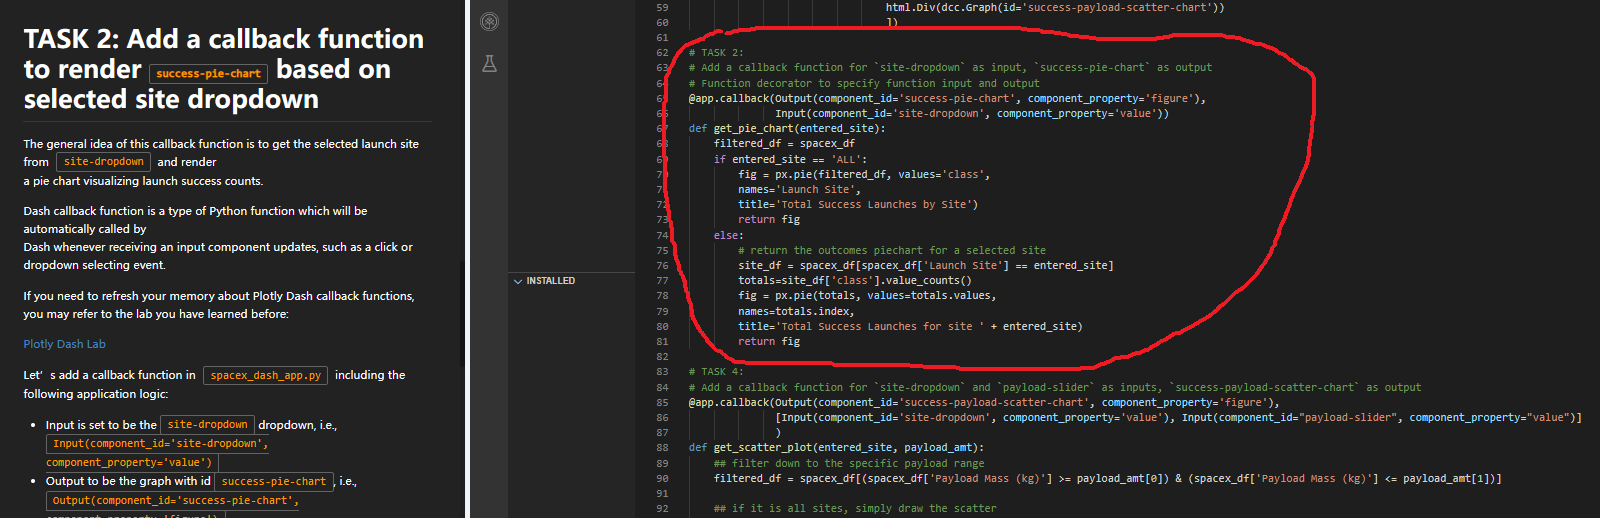 TASK 2: Add a callback function
to render success-pie-chart based on
selected site dropdown
The general idea of this callback function is to get the selected launch site
from site-dropdown and render
a pie chart visualizing launch success counts.
Dash callback function is a type of Python function which will be
automatically called by
Dash whenever receiving an input component updates, such as a click or
dropdown selecting event.
If you need to refresh your memory about Plotly Dash callback functions,
you may refer to the lab you have learned before:
Plotly Dash Lab
Let's add a callback function in spacex_dash_app.py including the
following application logic:
• Input is set to be the site-dropdown dropdown, i.e.,
Input(component_id='site-dropdown',
component_property='value')
• Output to be the graph with id success-pie-chart, i.e.,
Output(component_id='success-pie-chart',
component_property='figure')
INSTALLED
59 html.Div(dcc.Graph(id='success-payload-scatter-chart'))
60 ])
61
62 # TASK 2:
63 # Add a callback function for `site-dropdown` as input, `success-pie-chart` as output
64 # Function decorator to specify function input and output
65 @app.callback(Output(component_id='success-pie-chart', component_property='figure'),
66 Input(component_id='site-dropdown', component_property='value'))
67 def get_pie_chart(entered_site):
68 filtered_df = spacex_df
69 if entered_site == 'ALL':
70 fig = px.pie(filtered_df, values='class',
71 names='Launch Site',
72 title='Total Success Launches by Site')
73 return fig
74 else:
75 # return the outcomes piechart for a selected site
76 site_df = spacex_df[spacex_df['Launch Site'] == entered_site]
77 totals=site_df['class'].value_counts()
78 fig = px.pie(totals, values=totals.values,
79 names=totals.index,
80 title='Total Success Launches for site ' + entered_site)
81 return fig
82
83 # TASK 4:
84 # Add a callback function for `site-dropdown` and `payload-slider` as inputs, `success-payload-scatter-chart` as output
85 @app.callback(Output(component_id='success-payload-scatter-chart', component_property='figure'),
86 [Input(component_id='site-dropdown', component_property='value'), Input(component_id="payload-slider", component_property="value")]
87 )
88 def get_scatter_plot(entered_site, payload_amt):
89 ## filter down to the specific payload range
90 filtered_df = spacex_df[(spacex_df['Payload Mass (kg)'] >= payload_amt[0]) & (spacex_df['Payload Mass (kg)'] <= payload_amt[1])]
91
92 ## if it is all sites, simply draw the scatter